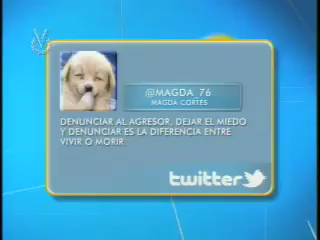 @MAGDA_76
MAGDA CORTES
DENUNCIAR AL AGRESOR, DEJAR EL MIEDO
Y DENUNCIAR ES LA DIFERENCIA ENTRE
VIVIR O MORIR.
twitter